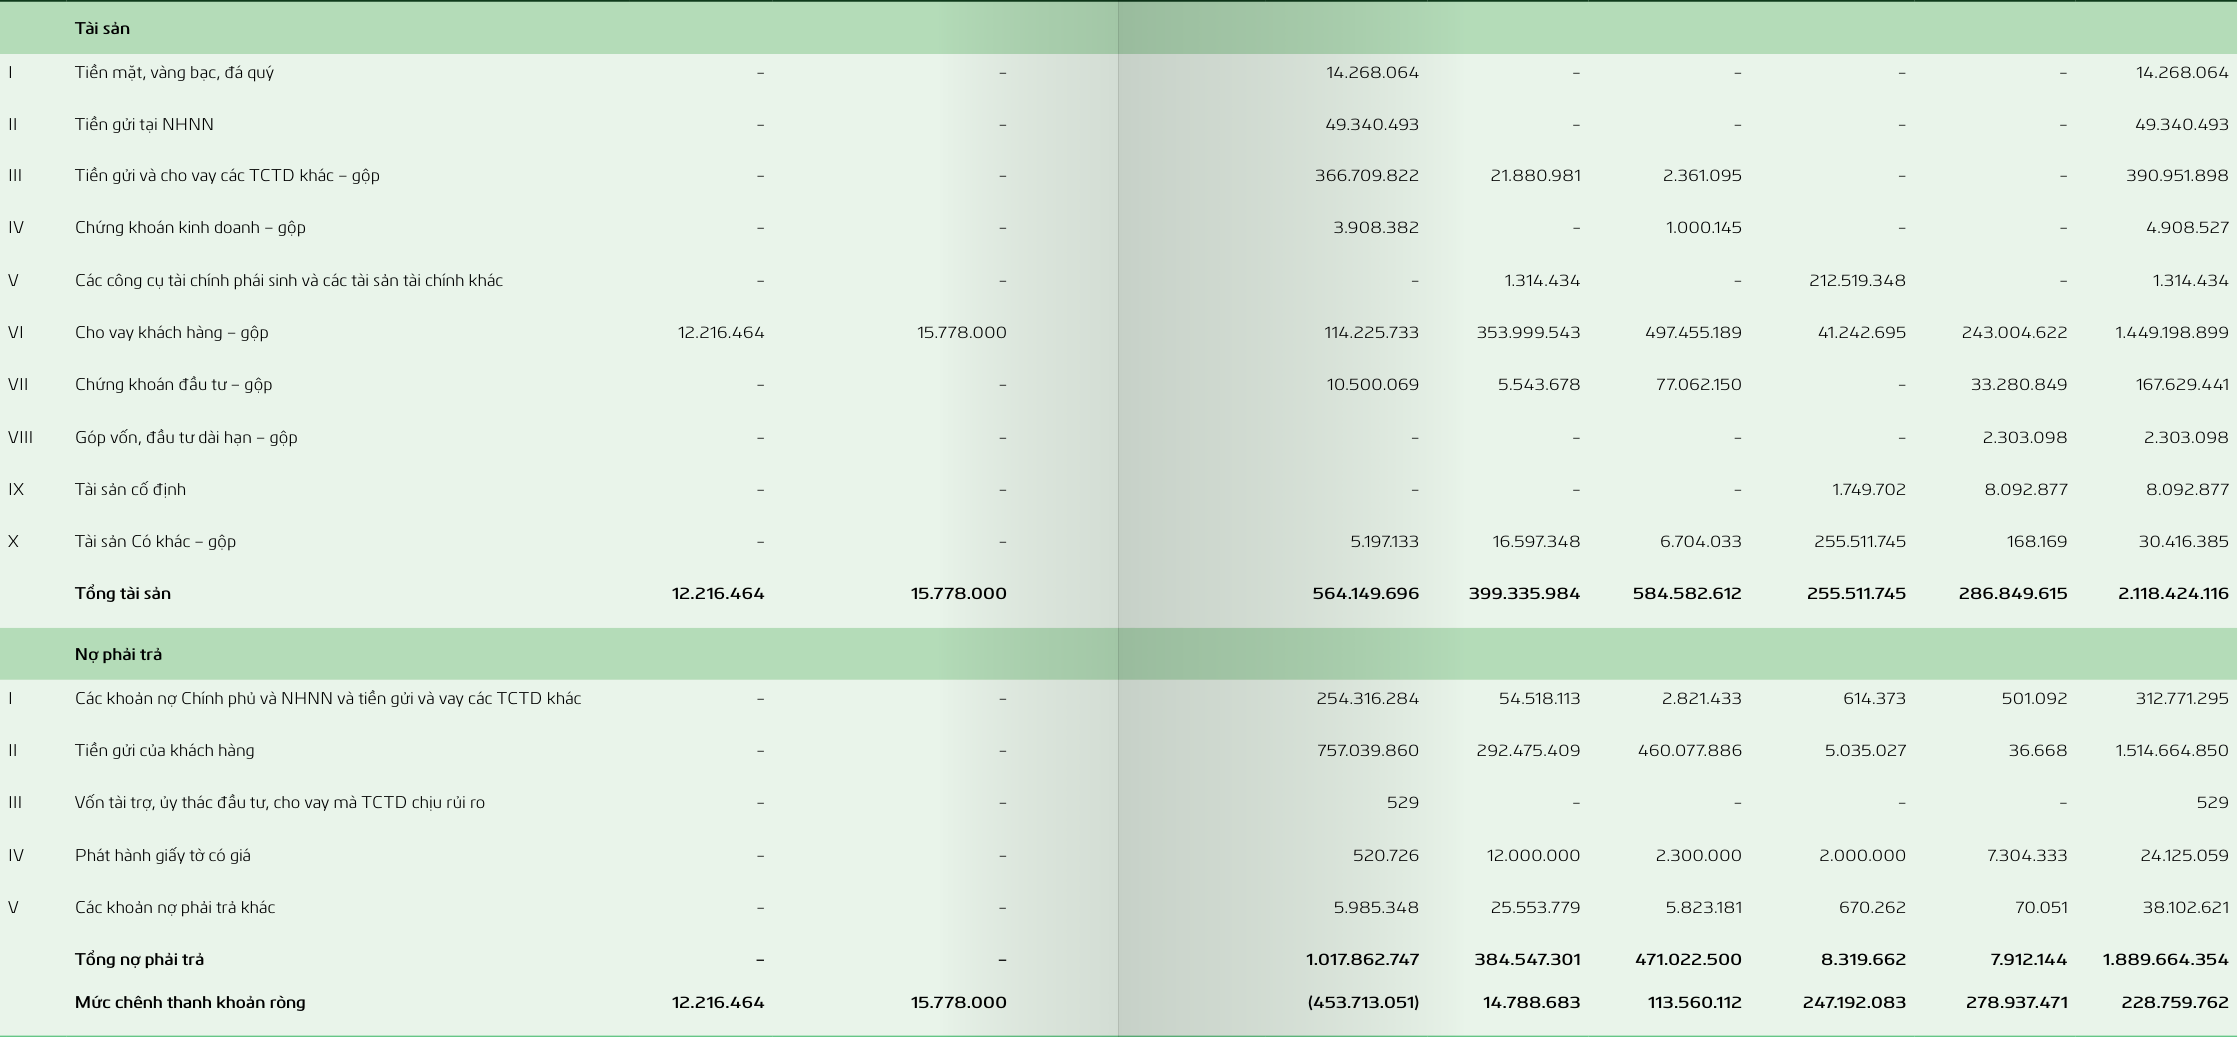 Tài sản
I Tiền mặt, vàng bạc, đá quý – – 14.268.064 – – – – 14.268.064
II Tiền gửi tại NHNN – – 49.340.493 – – – – 49.340.493
III Tiền gửi và cho vay các TCTD khác – gộp – – 366.709.822 21.880.981 2.361.095 – – 390.951.898
IV Chứng khoán kinh doanh – gộp – – 3.908.382 – 1.000.145 – – 4.908.527
V Các công cụ tài chính phái sinh và các tài sản tài chính khác – – – 1.314.434 – 212.519.348 – 1.314.434
VI Cho vay khách hàng – gộp 12.216.464 15.778.000 114.225.733 353.999.543 497.455.189 41.242.695 243.004.622 1.449.198.899
VII Chứng khoán đầu tư – gộp – – 10.500.069 5.543.678 77.062.150 – 33.280.849 167.629.441
VIII Góp vốn, đầu tư dài hạn – gộp – – – – – – 2.303.098 2.303.098
IX Tài sản cố định – – – – – 1.749.702 8.092.877 8.092.877
X Tài sản Có khác – gộp – – 5.197.133 16.597.348 6.704.033 255.511.745 168.169 30.416.385
Tổng tài sản 12.216.464 15.778.000 564.149.696 399.335.984 584.582.612 255.511.745 286.849.615 2.118.424.116
Nợ phải trả
I Các khoản nợ Chính phủ và NHNN và tiền gửi và vay các TCTD khác – – 254.316.284 54.518.113 2.821.433 614.373 501.092 312.771.295
II Tiền gửi của khách hàng – – 757.039.860 292.475.409 460.077.886 5.035.027 36.668 1.514.664.850
III Vốn tài trợ, ủy thác đầu tư, cho vay mà TCTD chịu rủi ro – – 529 – – – – 529
IV Phát hành giấy tờ có giá – – 520.726 12.000.000 2.300.000 2.000.000 7.304.333 24.125.059
V Các khoản nợ phải trả khác – – 5.985.348 25.553.779 5.823.181 670.262 70.051 38.102.621
Tổng nợ phải trả – – 1.017.862.747 384.547.301 471.022.500 8.319.662 7.912.144 1.889.664.354
Mức chênh thanh khoản ròng 12.216.464 15.778.000 (453.713.051) 14.788.683 113.560.112 247.192.083 278.937.471 228.759.762